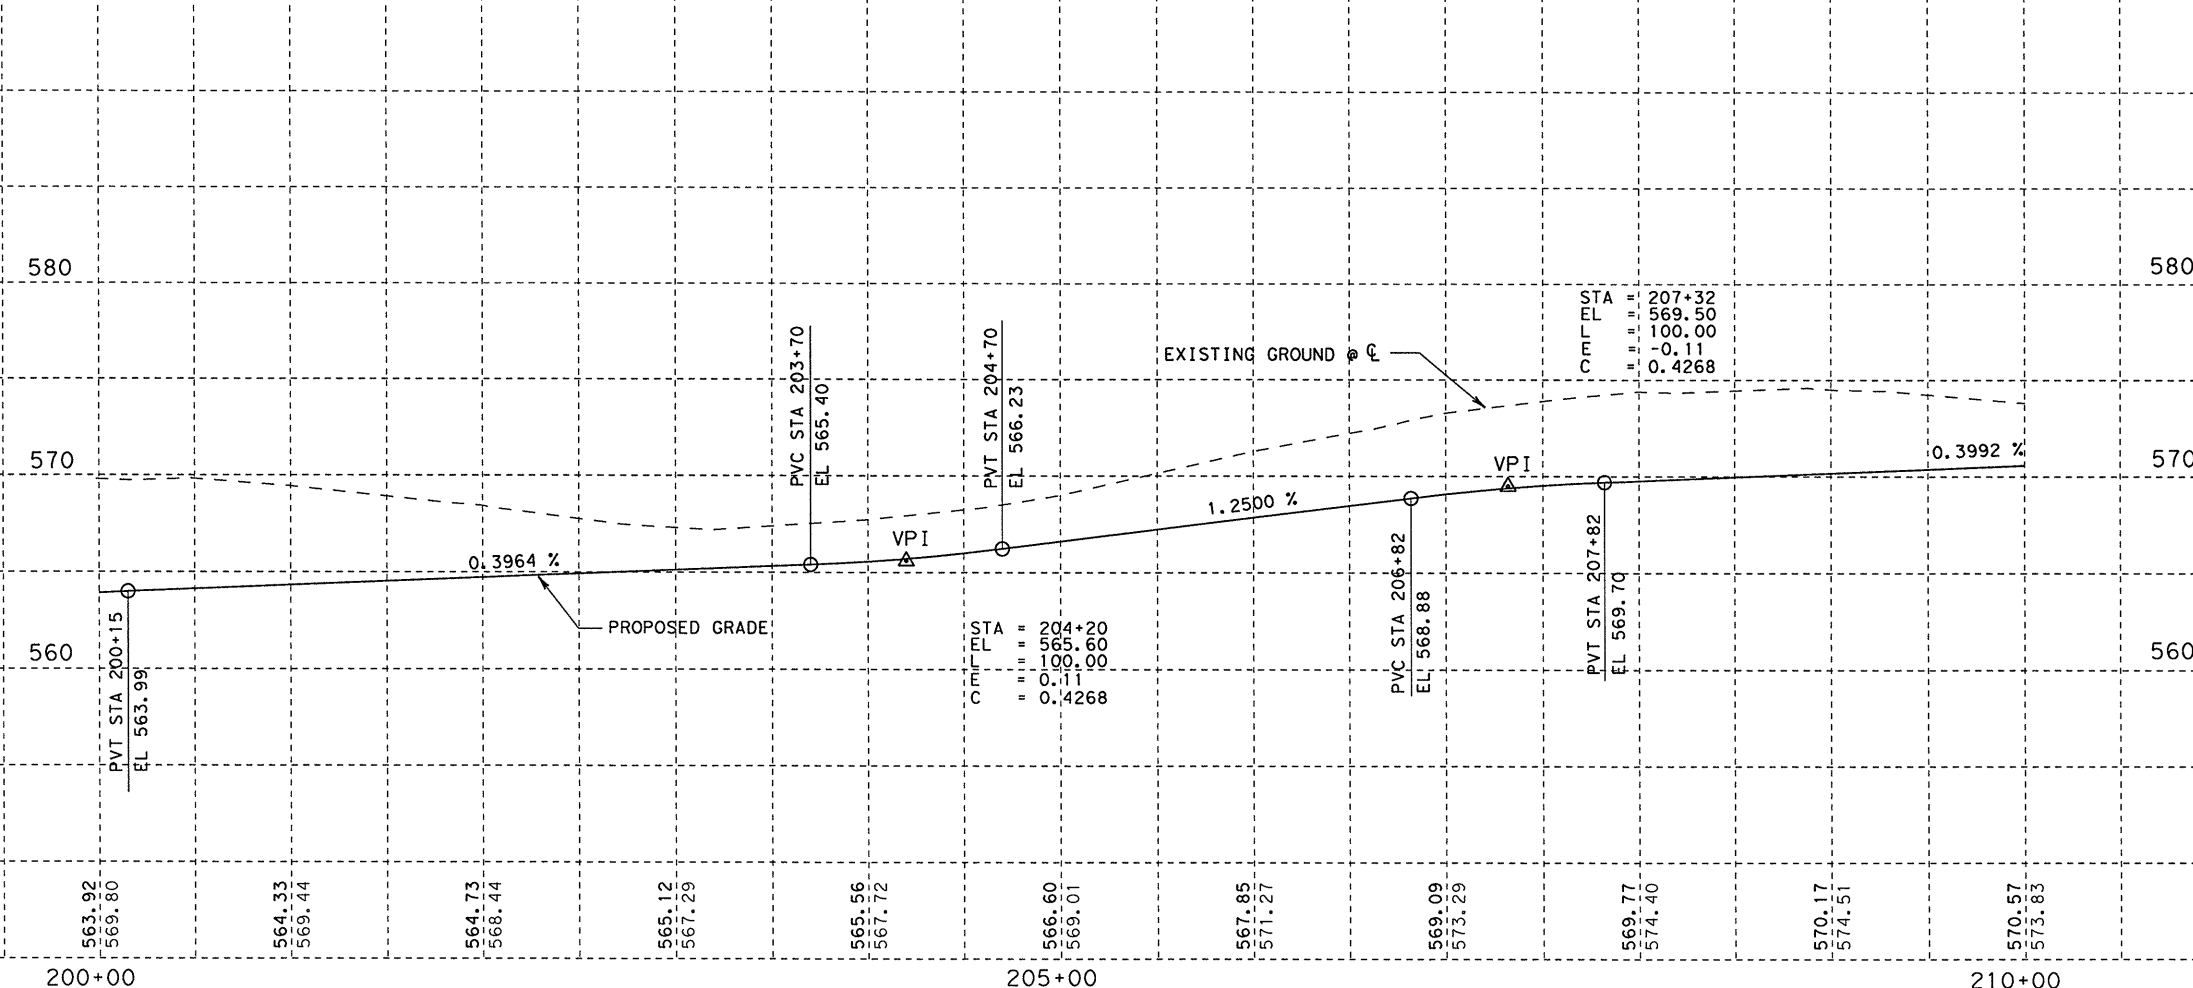 580
580
STA = 207+32
EL = 569.50
L = 100.00
E = -0.11
C = 0.4268
EXISTING GROUND @ ℄
PVC STA 203+70
EL 565.40
PVT STA 204+70
EL 566.23
570
570
0.3992 %
VPI
1.2500 %
VPI
0.3964 %
PROPOSED GRADE
STA = 204+20
EL = 565.60
L = 100.00
E = 0.11
C = 0.4268
PVC STA 206+82
EL 568.88
PVT STA 207+82
EL 569.70
560
560
PVT STA 200+15
EL 563.99
563.92
569.80
564.33
569.44
564.73
568.44
565.12
567.29
565.56
567.72
566.60
569.01
567.85
571.27
569.09
573.29
569.77
574.40
570.17
574.51
570.57
573.83
200+00
205+00
210+00